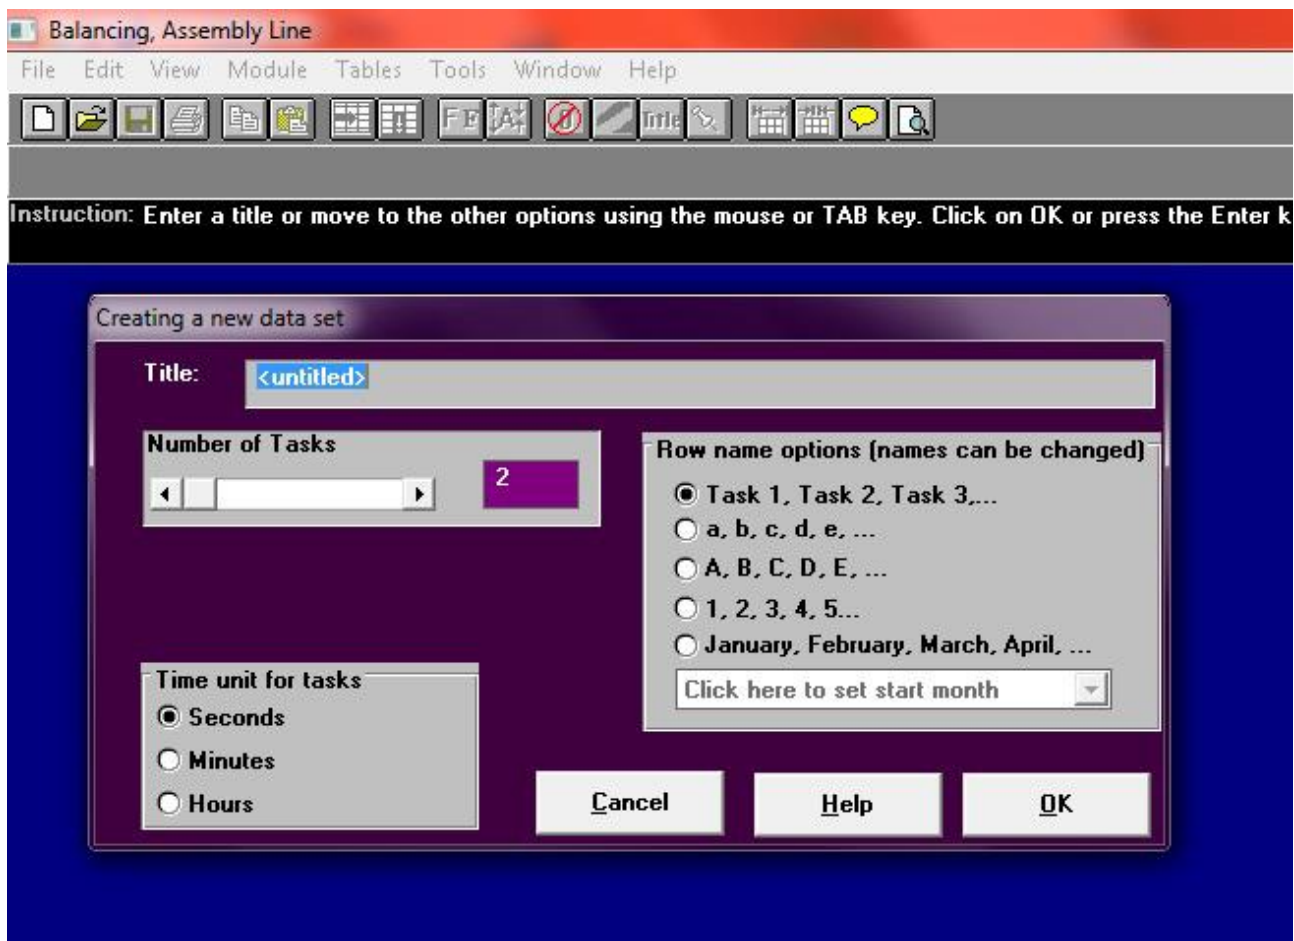 Balancing, Assembly Line
File Edit View Module Tables Tools Window Help
Title
Instruction: Enter a title or move to the other options using the mouse or TAB key. Click on OK or press the Enter k
Creating a new data set
Title: <untitled>
Number of Tasks
2
Row name options (names can be changed)
Task 1, Task 2, Task 3,...
a, b, c, d, e, ...
A, B, C, D, E, ...
1, 2, 3, 4, 5...
January, February, March, April, ...
Click here to set start month
Time unit for tasks
Seconds
Minutes
Hours
Cancel Help OK